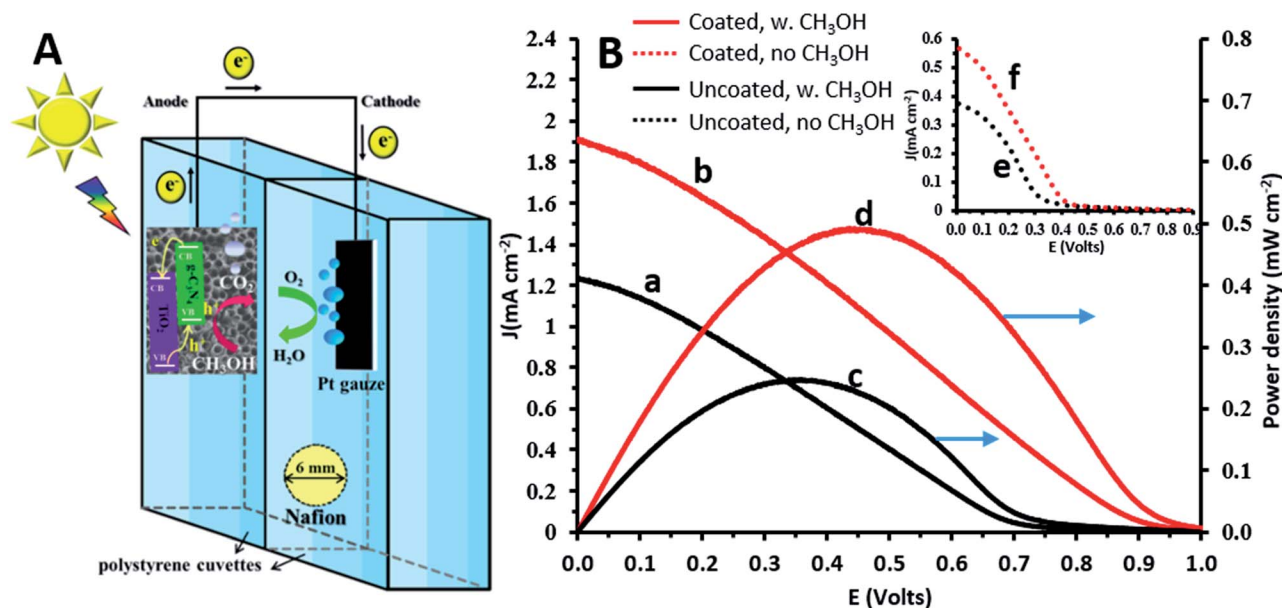 A
e⁻
Anode
Cathode
e⁻
e⁻
e⁻
CB
CB
g-C₃N₄
TiO₂
VB
VB
h⁺
h⁺
CO₂
CH₃OH
O₂
H₂O
Pt gauze
6 mm
Nafion
polystyrene cuvettes
B
Coated, w. CH₃OH
Coated, no CH₃OH
Uncoated, w. CH₃OH
Uncoated, no CH₃OH
J(mA cm⁻²)
2.4
2.2
2
1.8
1.6
1.4
1.2
1
0.8
0.6
0.4
0.2
0
0.0 0.1 0.2 0.3 0.4 0.5 0.6 0.7 0.8 0.9 1.0
E (Volts)
a
b
c
d
0.8
0.7
0.6
0.5
0.4
0.3
0.2
0.1
0.0
Power density (mW cm⁻²)
J(mA cm⁻²)
0.6
0.5
0.4
0.3
0.2
0.1
0
0.0 0.1 0.2 0.3 0.4 0.5 0.6 0.7 0.8 0.9
E (Volts)
f
e